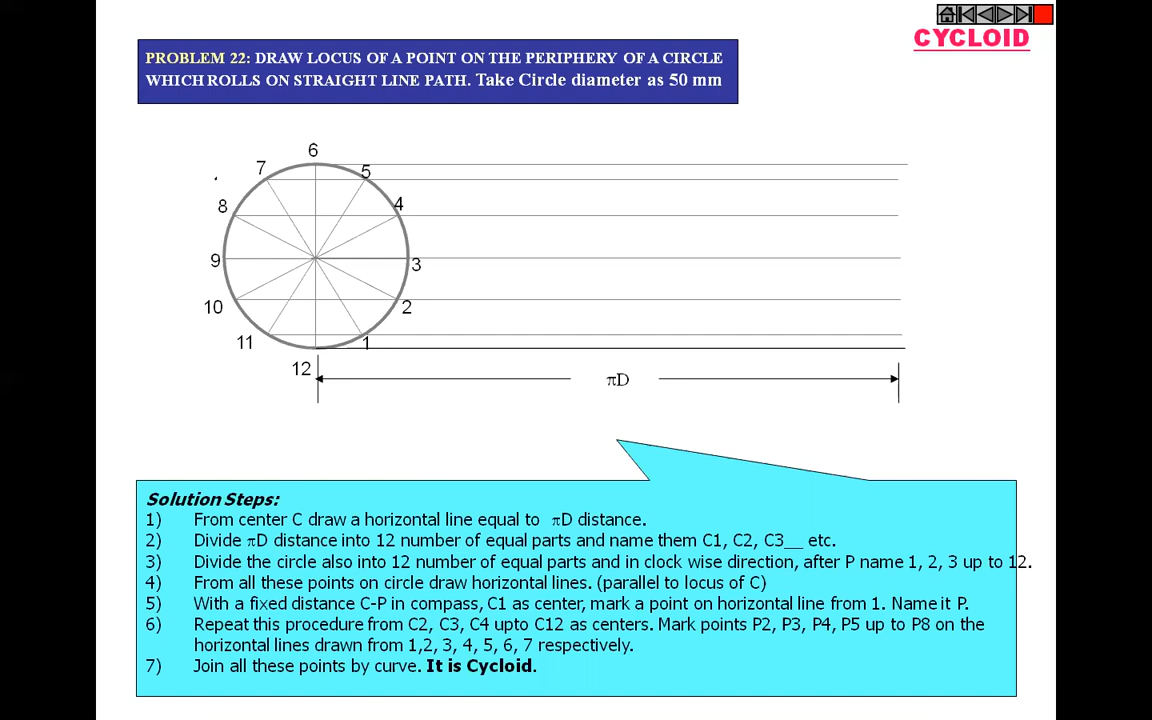 CYCLOID
PROBLEM 22: DRAW LOCUS OF A POINT ON THE PERIPHERY OF A CIRCLE
WHICH ROLLS ON STRAIGHT LINE PATH. Take Circle diameter as 50 mm
6
7
5
8
4
9
3
10
2
11
1
12
πD
Solution Steps:
1) From center C draw a horizontal line equal to πD distance.
2) Divide πD distance into 12 number of equal parts and name them C1, C2, C3__ etc.
3) Divide the circle also into 12 number of equal parts and in clock wise direction, after P name 1, 2, 3 up to 12.
4) From all these points on circle draw horizontal lines. (parallel to locus of C)
5) With a fixed distance C-P in compass, C1 as center, mark a point on horizontal line from 1. Name it P.
6) Repeat this procedure from C2, C3, C4 upto C12 as centers. Mark points P2, P3, P4, P5 up to P8 on the
horizontal lines drawn from 1,2, 3, 4, 5, 6, 7 respectively.
7) Join all these points by curve. It is Cycloid.